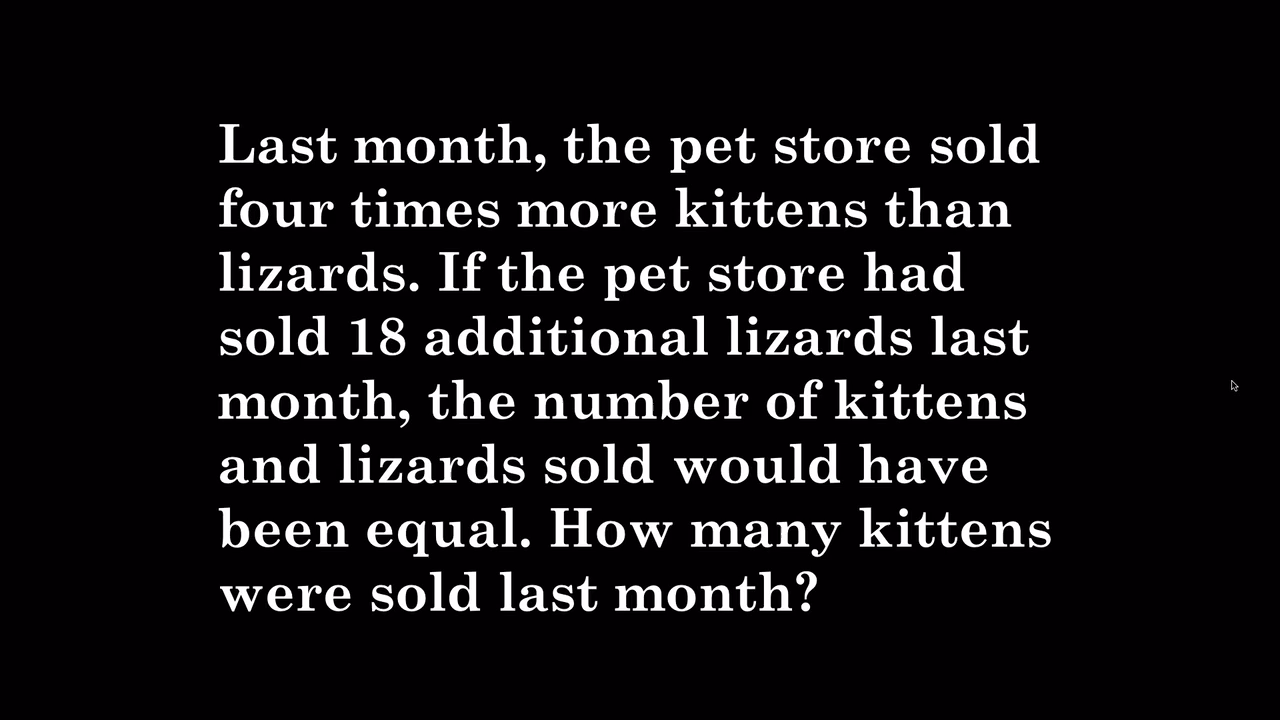 Last month, the pet store sold
four times more kittens than
lizards. If the pet store had
sold 18 additional lizards last
month, the number of kittens
and lizards sold would have
been equal. How many kittens
were sold last month?